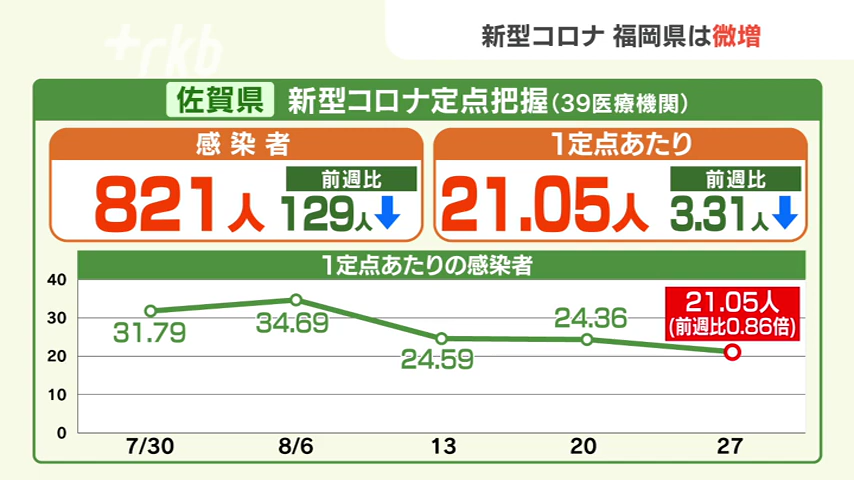 +rkb
新型コロナ 福岡県は微増
佐賀県 新型コロナ定点把握(39医療機関)
感染者
821人
前週比
129人↓
1定点あたり
21.05人
前週比
3.31人↓
1定点あたりの感染者
40
30
20
10
0
31.79
34.69
24.59
24.36
21.05人
(前週比0.86倍)
7/30 8/6 13 20 27